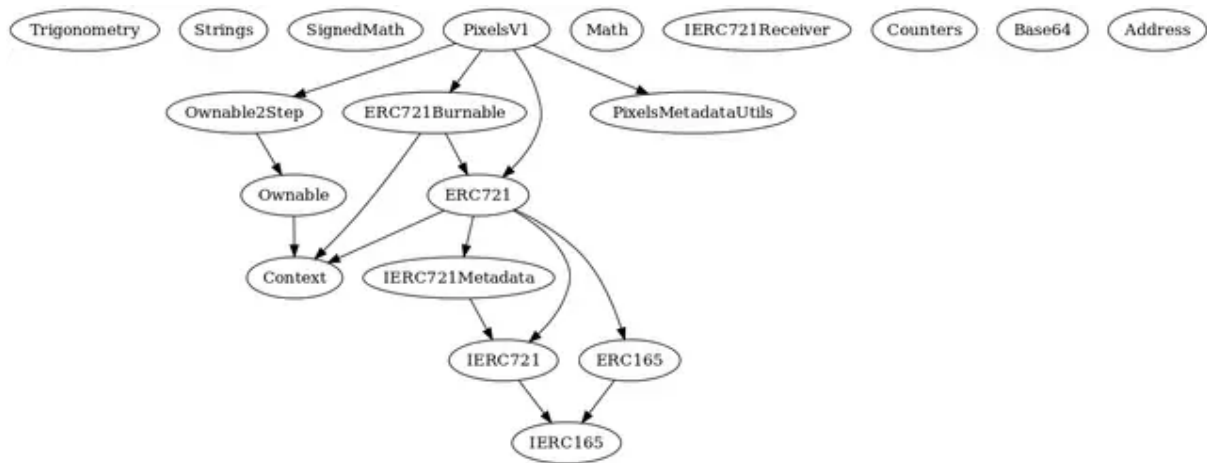 Trigonometry Strings SignedMath PixelsV1 Math IERC721Receiver Counters Base64 Address
Ownable2Step ERC721Burnable PixelsMetadataUtils
Ownable ERC721
Context IERC721Metadata
IERC721 ERC165
IERC165